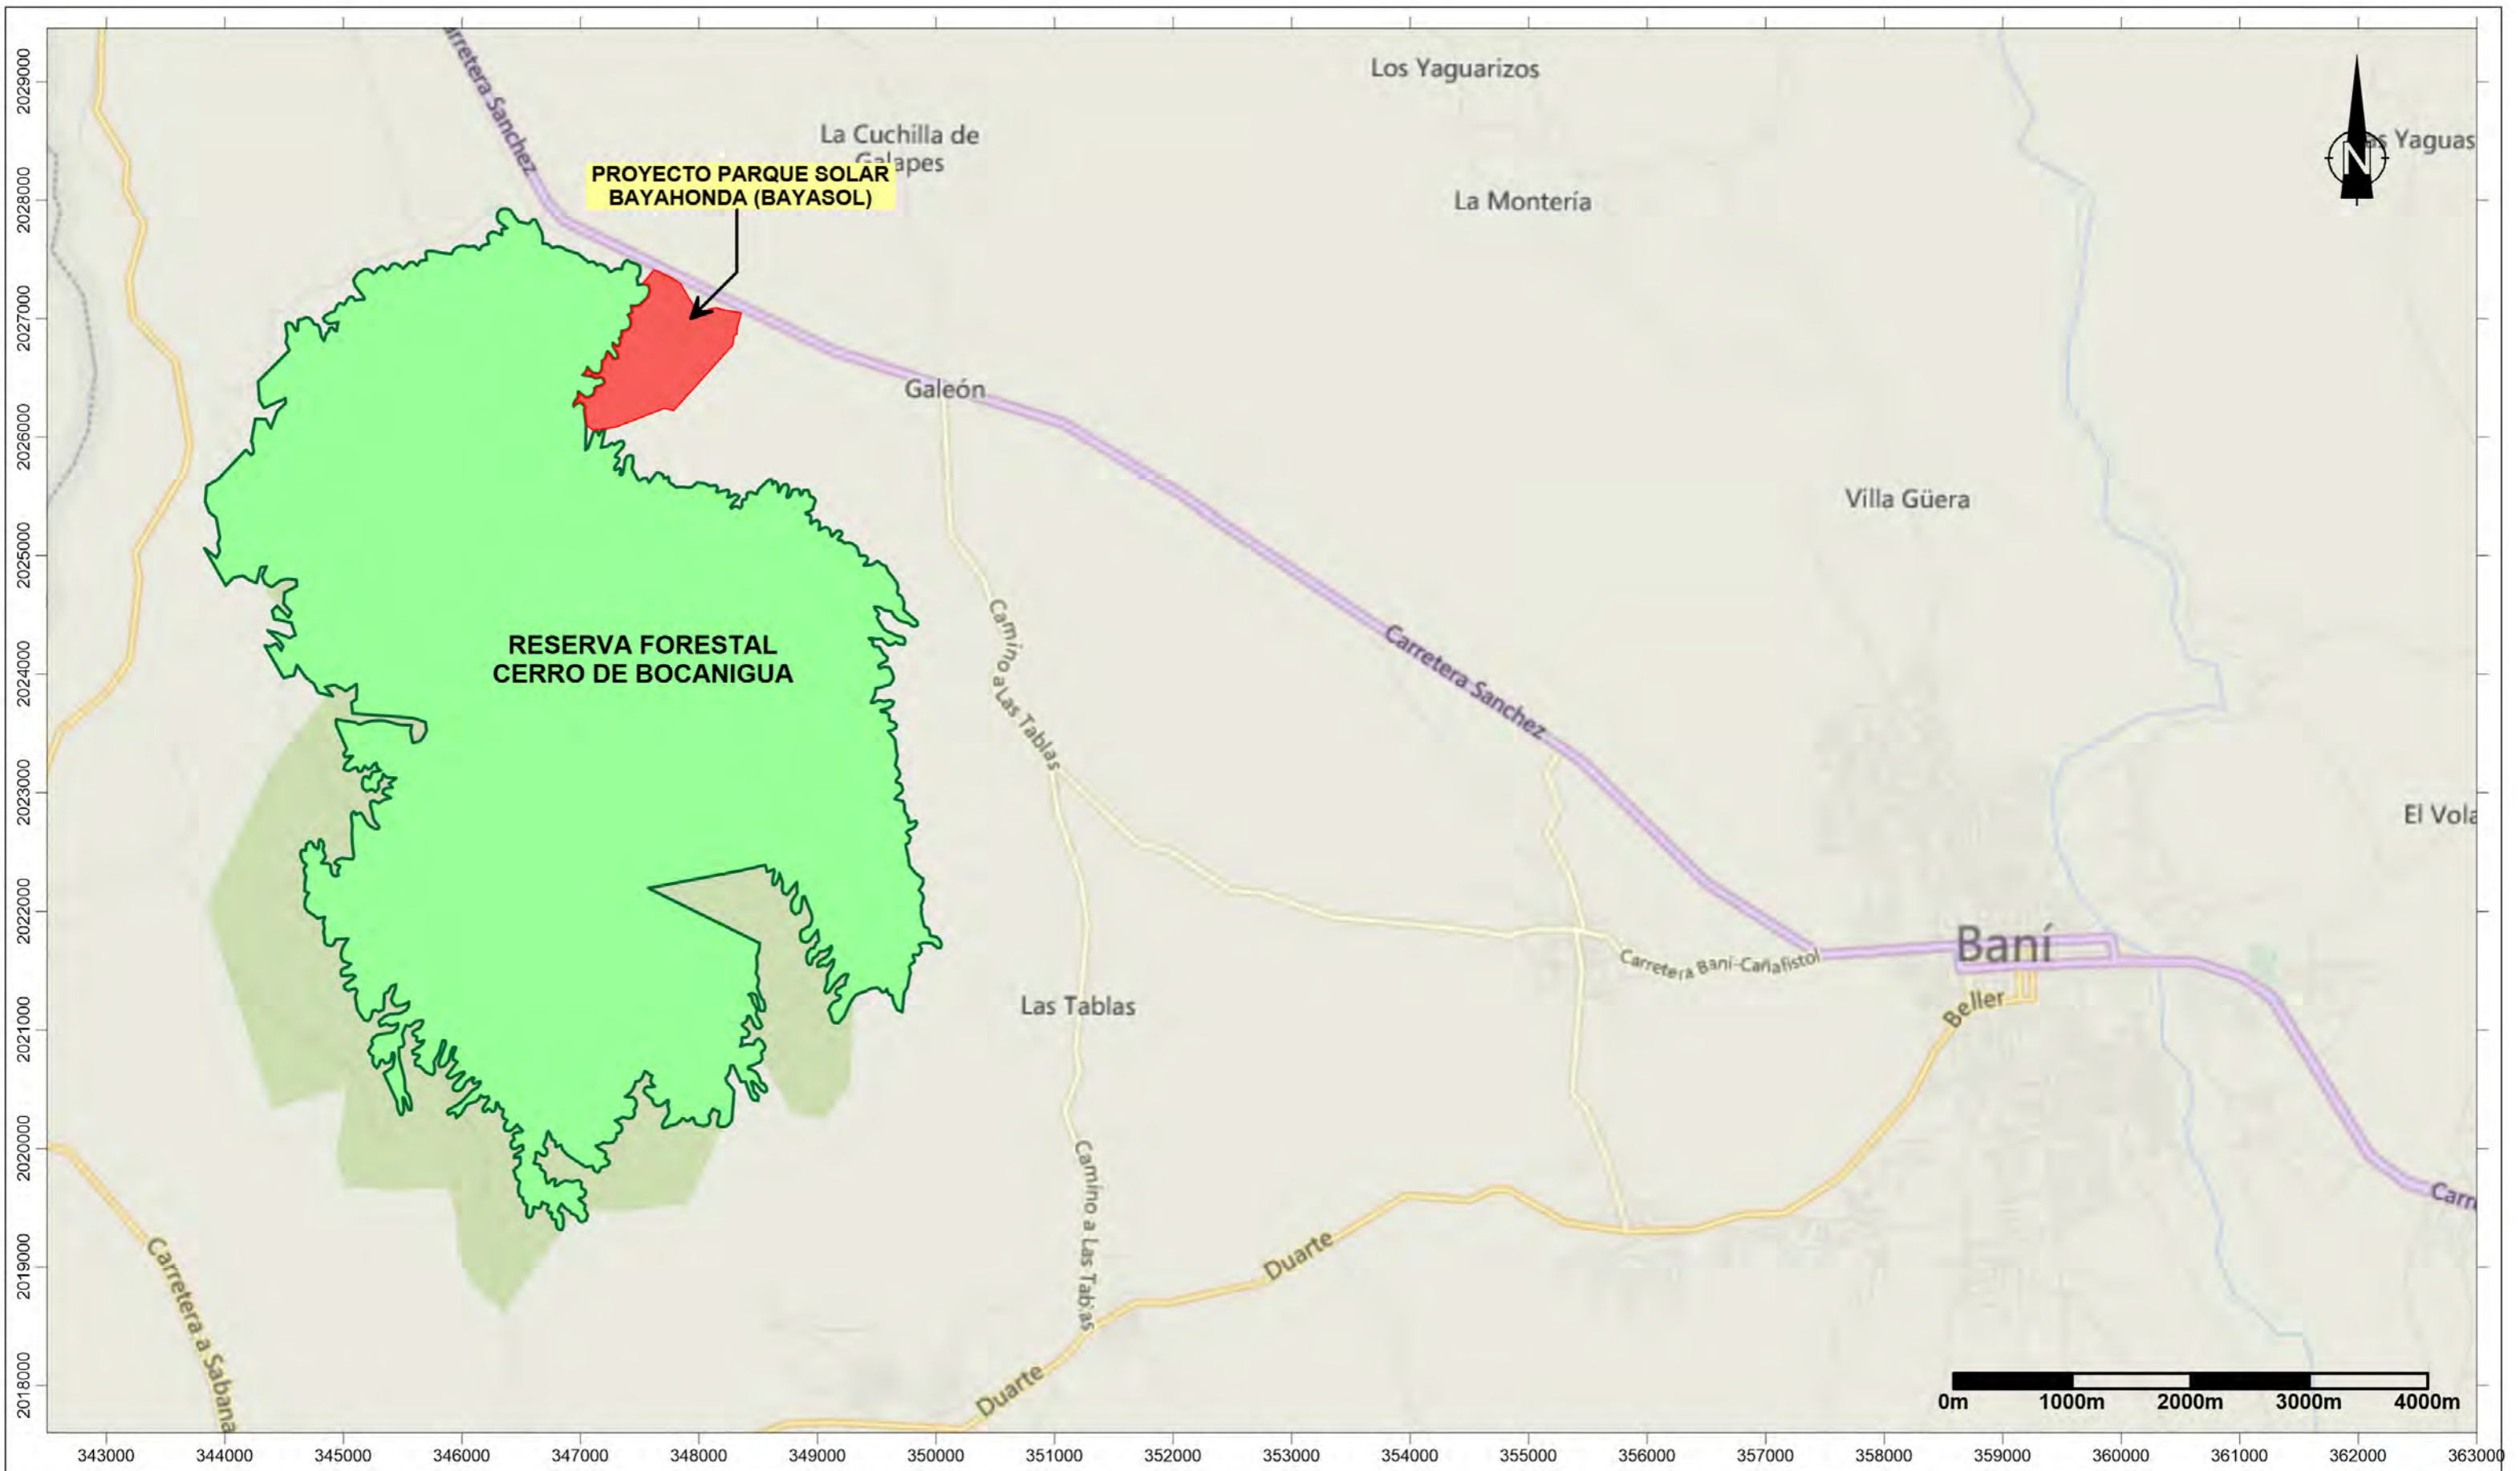 2029000
2028000
2027000
2026000
2025000
2024000
2023000
2022000
2021000
2020000
2019000
2018000
rretera Sanchez
Los Yaguarizos
La Cuchilla de
Galapes
PROYECTO PARQUE SOLAR
BAYAHONDA (BAYASOL)
N
as Yaguas
La Montería
Galeón
Villa Güera
RESERVA FORESTAL
CERRO DE BOCANIGUA
Camino a Las Tablas
Carretera Sanchez
El Vola
Baní
Carretera Baní-Cañafistol
Beller
Las Tablas
Camino a Las Tablas
Carr
Duarte
Duarte
Carretera a Sabana
0m 1000m 2000m 3000m 4000m
343000 344000 345000 346000 347000 348000 349000 350000 351000 352000 353000 354000 355000 356000 357000 358000 359000 360000 361000 362000 363000